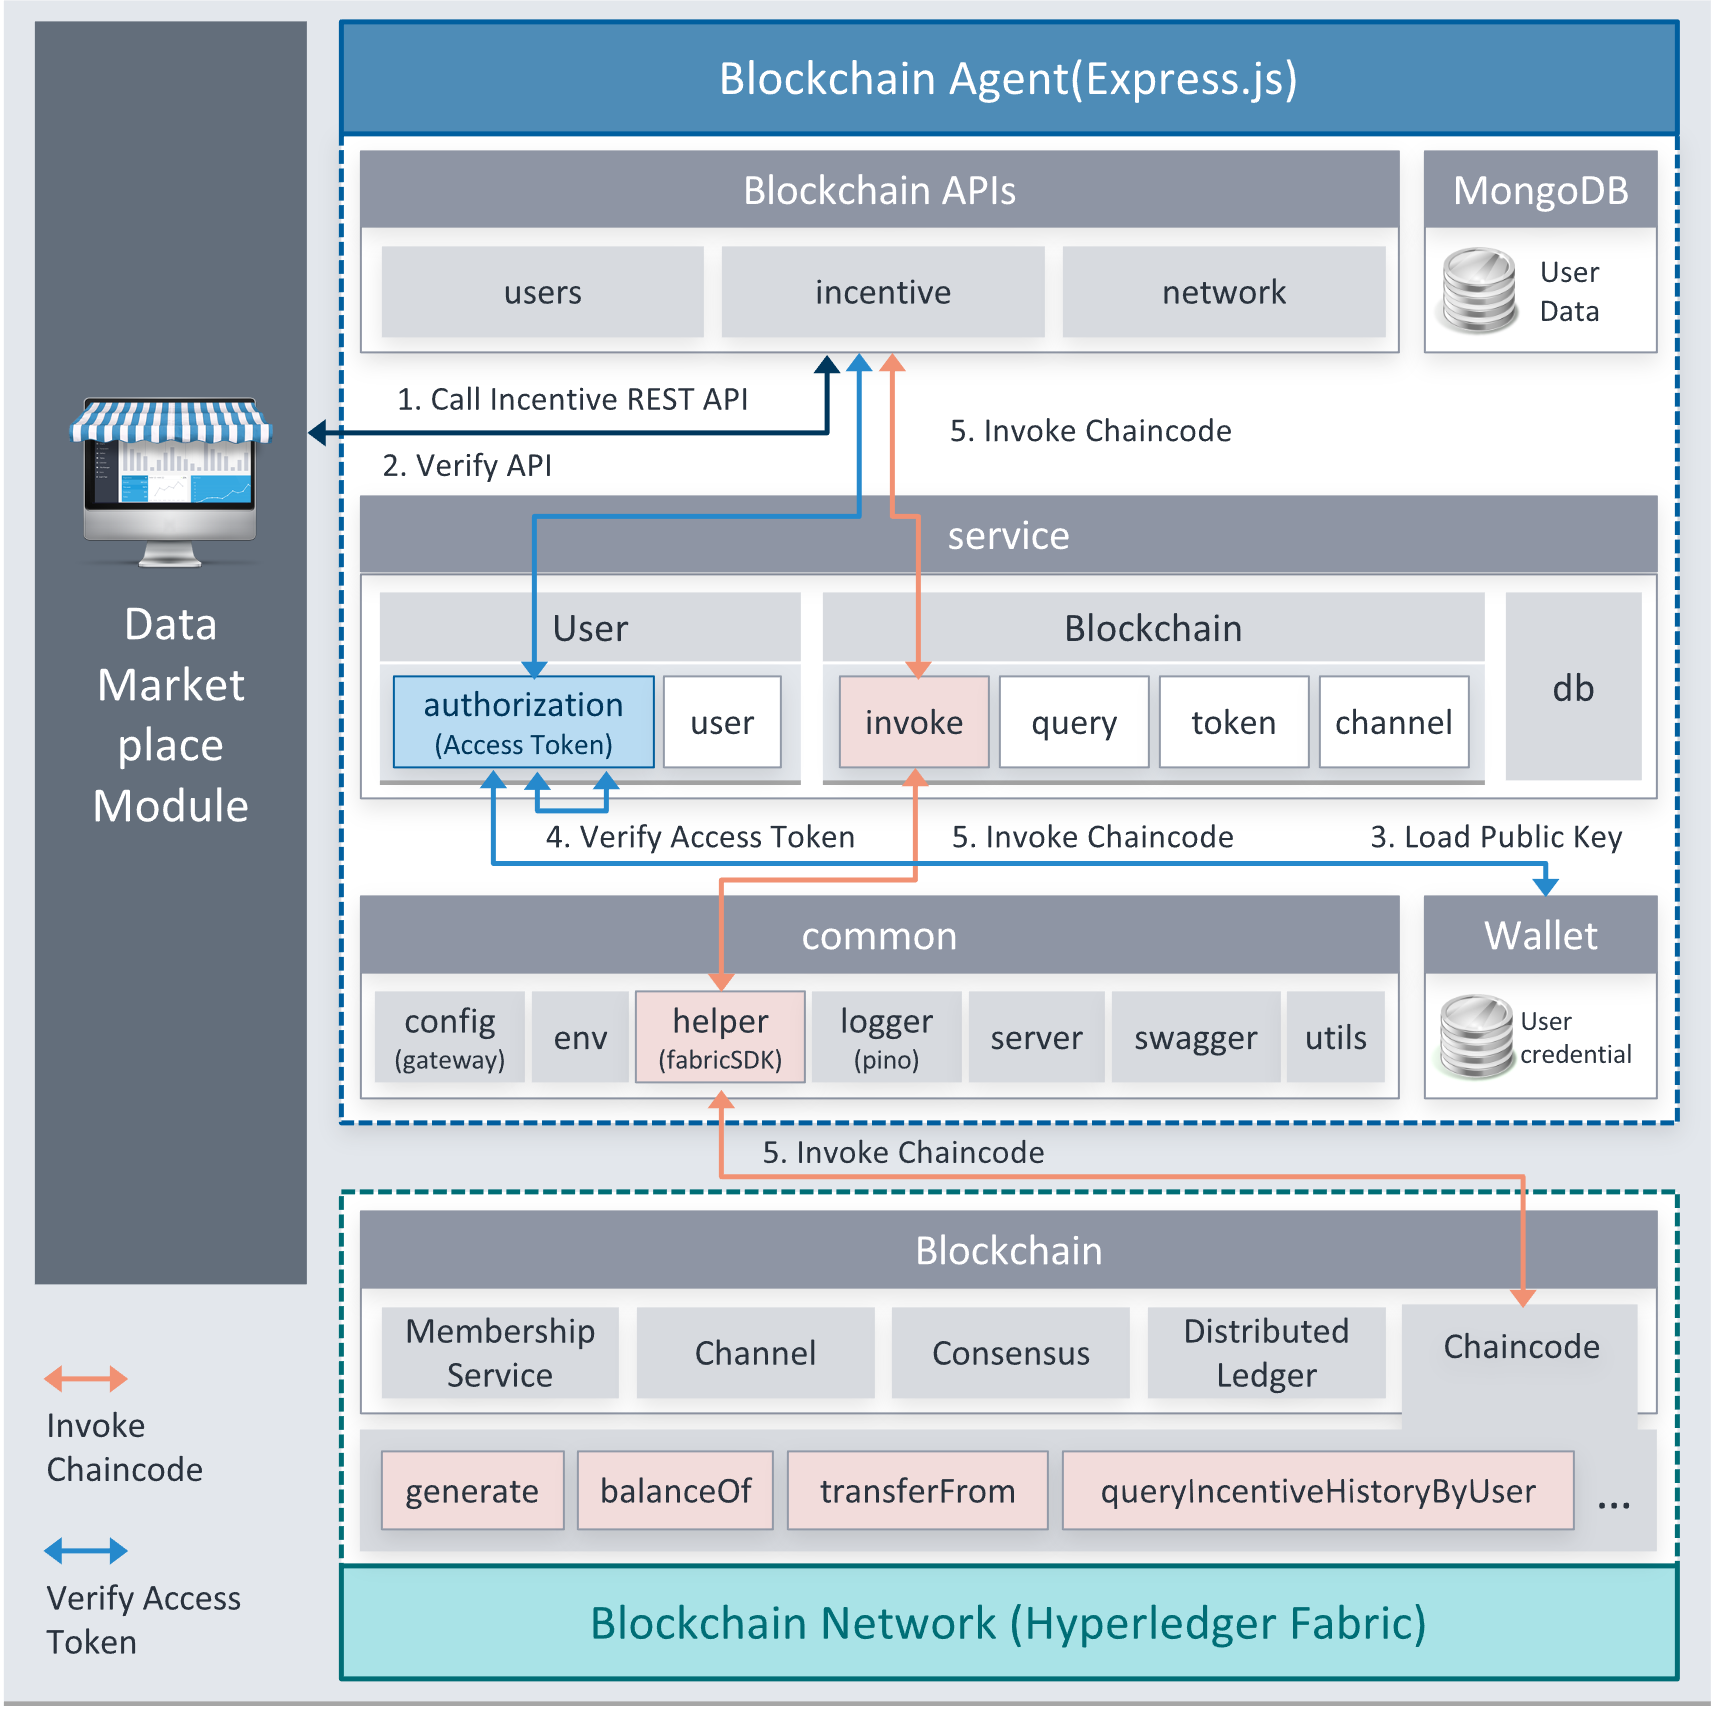 Blockchain Agent(Express.js)
Blockchain APIs
MongoDB
users
incentive
network
User
Data
1. Call Incentive REST API
2. Verify API
5. Invoke Chaincode
Data
Market
place
Module
service
User
Blockchain
db
authorization
(Access Token)
user
invoke
query
token
channel
4. Verify Access Token
5. Invoke Chaincode
3. Load Public Key
common
Wallet
config
(gateway)
env
helper
(fabricSDK)
logger
(pino)
server
swagger
utils
User
credential
5. Invoke Chaincode
Blockchain
Membership
Service
Channel
Consensus
Distributed
Ledger
Chaincode
generate
balanceOf
transferFrom
queryIncentiveHistoryByUser
...
Invoke
Chaincode
Verify Access
Token
Blockchain Network (Hyperledger Fabric)